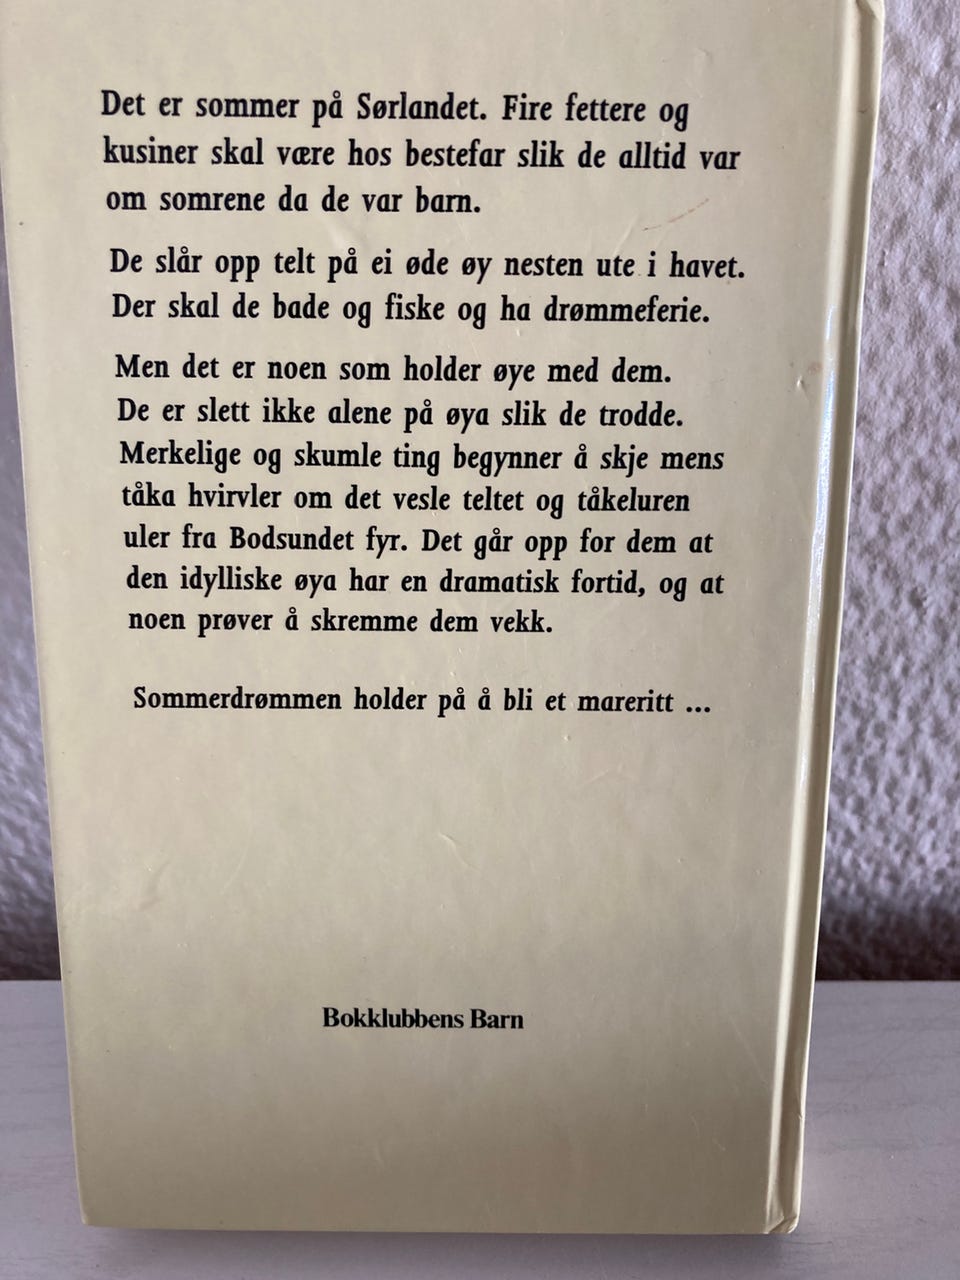 Det er sommer på Sørlandet. Fire fettere og
kusiner skal være hos bestefar slik de alltid var
om somrene da de var barn.
De slår opp telt på ei øde øy nesten ute i havet.
Der skal de bade og fiske og ha drømmeferie.
Men det er noen som holder øye med dem.
De er slett ikke alene på øya slik de trodde.
Merkelige og skumle ting begynner å skje mens
tåka hvirvler om det vesle teltet og tåkeluren
uler fra Bodsundet fyr. Det går opp for dem at
den idylliske øya har en dramatisk fortid, og at
noen prøver å skremme dem vekk.
Sommerdrømmen holder på å bli et mareritt ...
Bokklubbens Barn